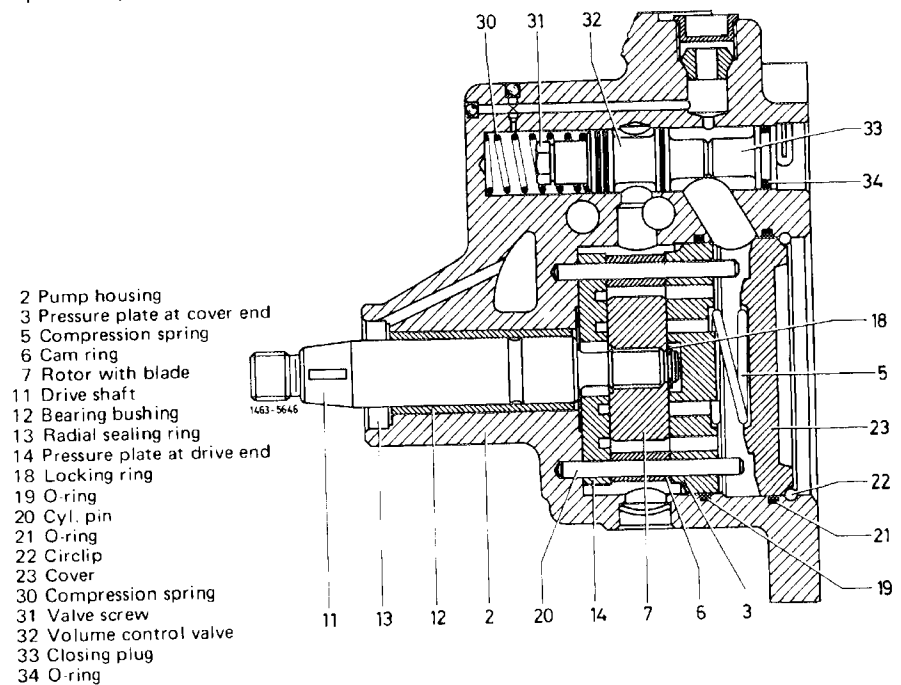 30 31 32
33
34
2 Pump housing
3 Pressure plate at cover end
5 Compression spring
6 Cam ring
7 Rotor with blade
11 Drive shaft
12 Bearing bushing
13 Radial sealing ring
14 Pressure plate at drive end
18 Locking ring
19 O-ring
20 Cyl. pin
21 O-ring
22 Circlip
23 Cover
30 Compression spring
31 Valve screw
32 Volume control valve
33 Closing plug
34 O-ring
1463-5646
18
5
23
22
21
19
11 13 12 2 20 14 7 6 3